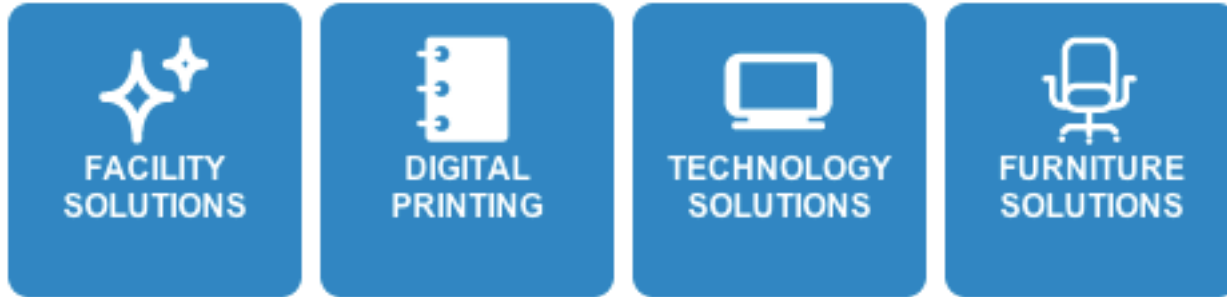 FACILITY
SOLUTIONS
DIGITAL
PRINTING
TECHNOLOGY
SOLUTIONS
FURNITURE
SOLUTIONS